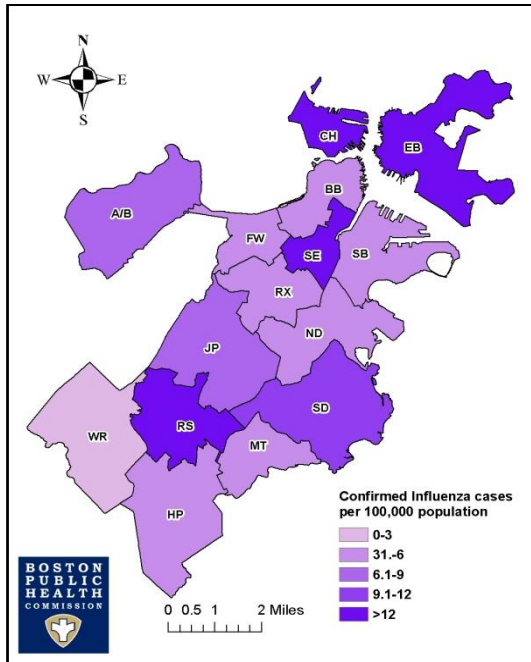 N
W E
S
CH
EB
BB
A/B
FW
SE
SB
RX
ND
JP
SD
RS
WR
MT
HP
Confirmed Influenza cases
per 100,000 population
0-3
31.-6
6.1-9
9.1-12
>12
BOSTON
PUBLIC
HEALTH
COMMISSION
0 0.5 1 2 Miles